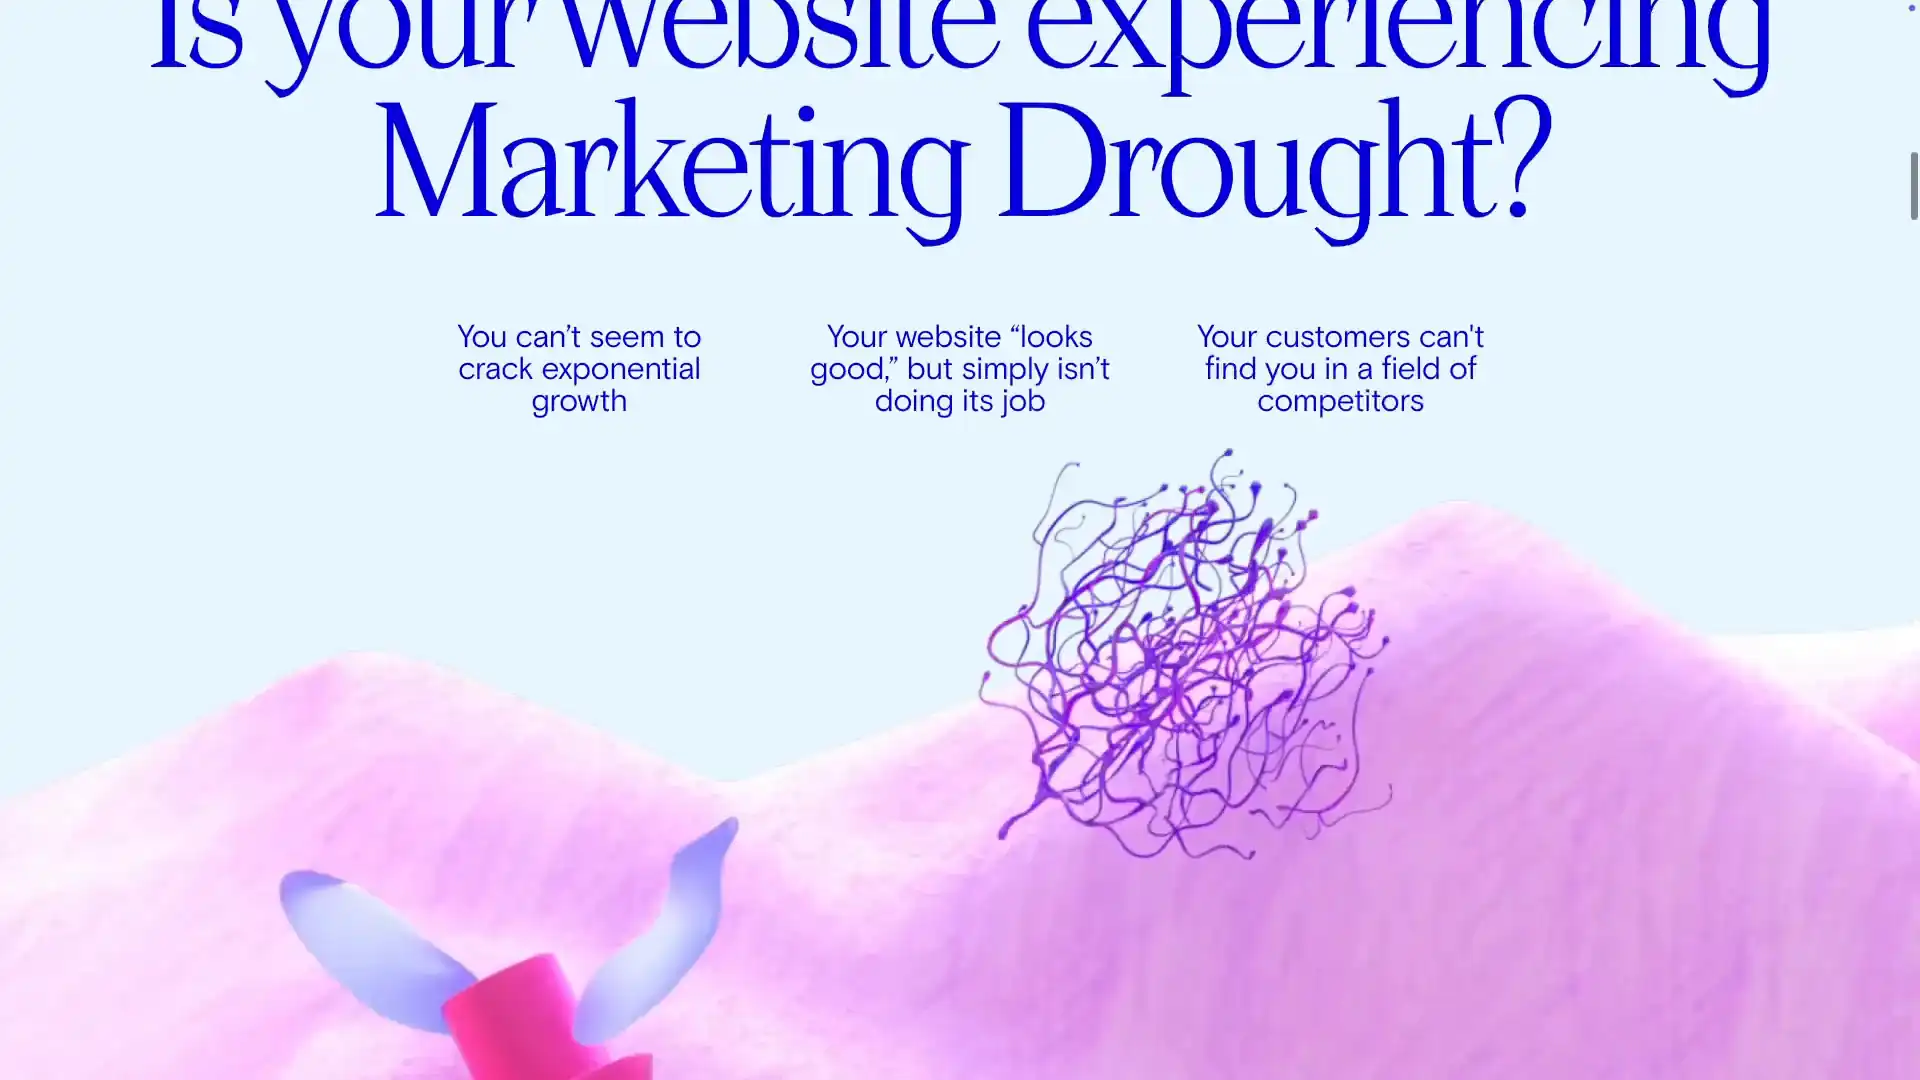 Is your website experiencing
Marketing Drought?
You can’t seem to
crack exponential
growth
Your website “looks
good,” but simply isn’t
doing its job
Your customers can't
find you in a field of
competitors